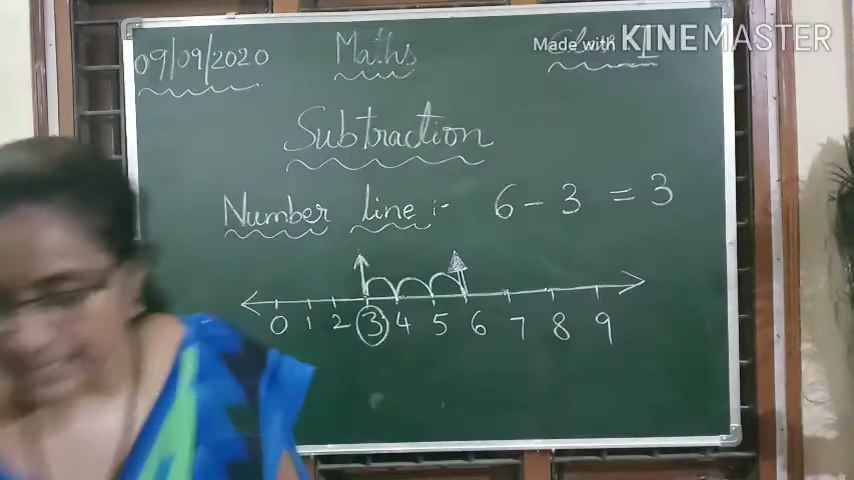 09/09/2020 Maths Class I
Made with KINEMASTER
Subtraction
Number line :- 6 - 3 = 3
0 1 2 3 4 5 6 7 8 9